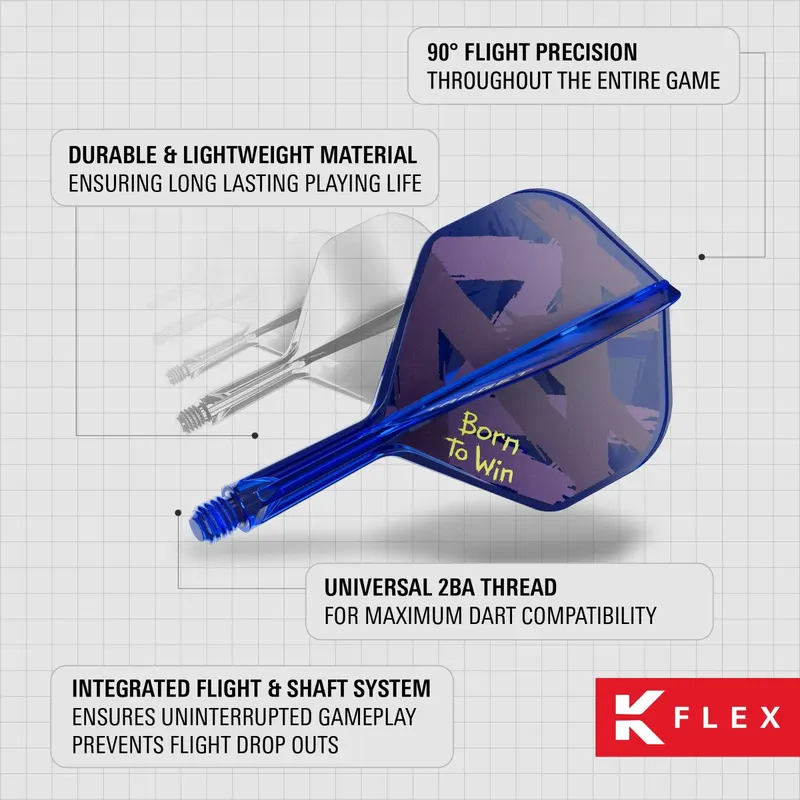 90° FLIGHT PRECISION
THROUGHOUT THE ENTIRE GAME
DURABLE & LIGHTWEIGHT MATERIAL
ENSURING LONG LASTING PLAYING LIFE
TARGET
Born
To Win
UNIVERSAL 2BA THREAD
FOR MAXIMUM DART COMPATIBILITY
INTEGRATED FLIGHT & SHAFT SYSTEM
ENSURES UNINTERRUPTED GAMEPLAY
PREVENTS FLIGHT DROP OUTS
K FLEX